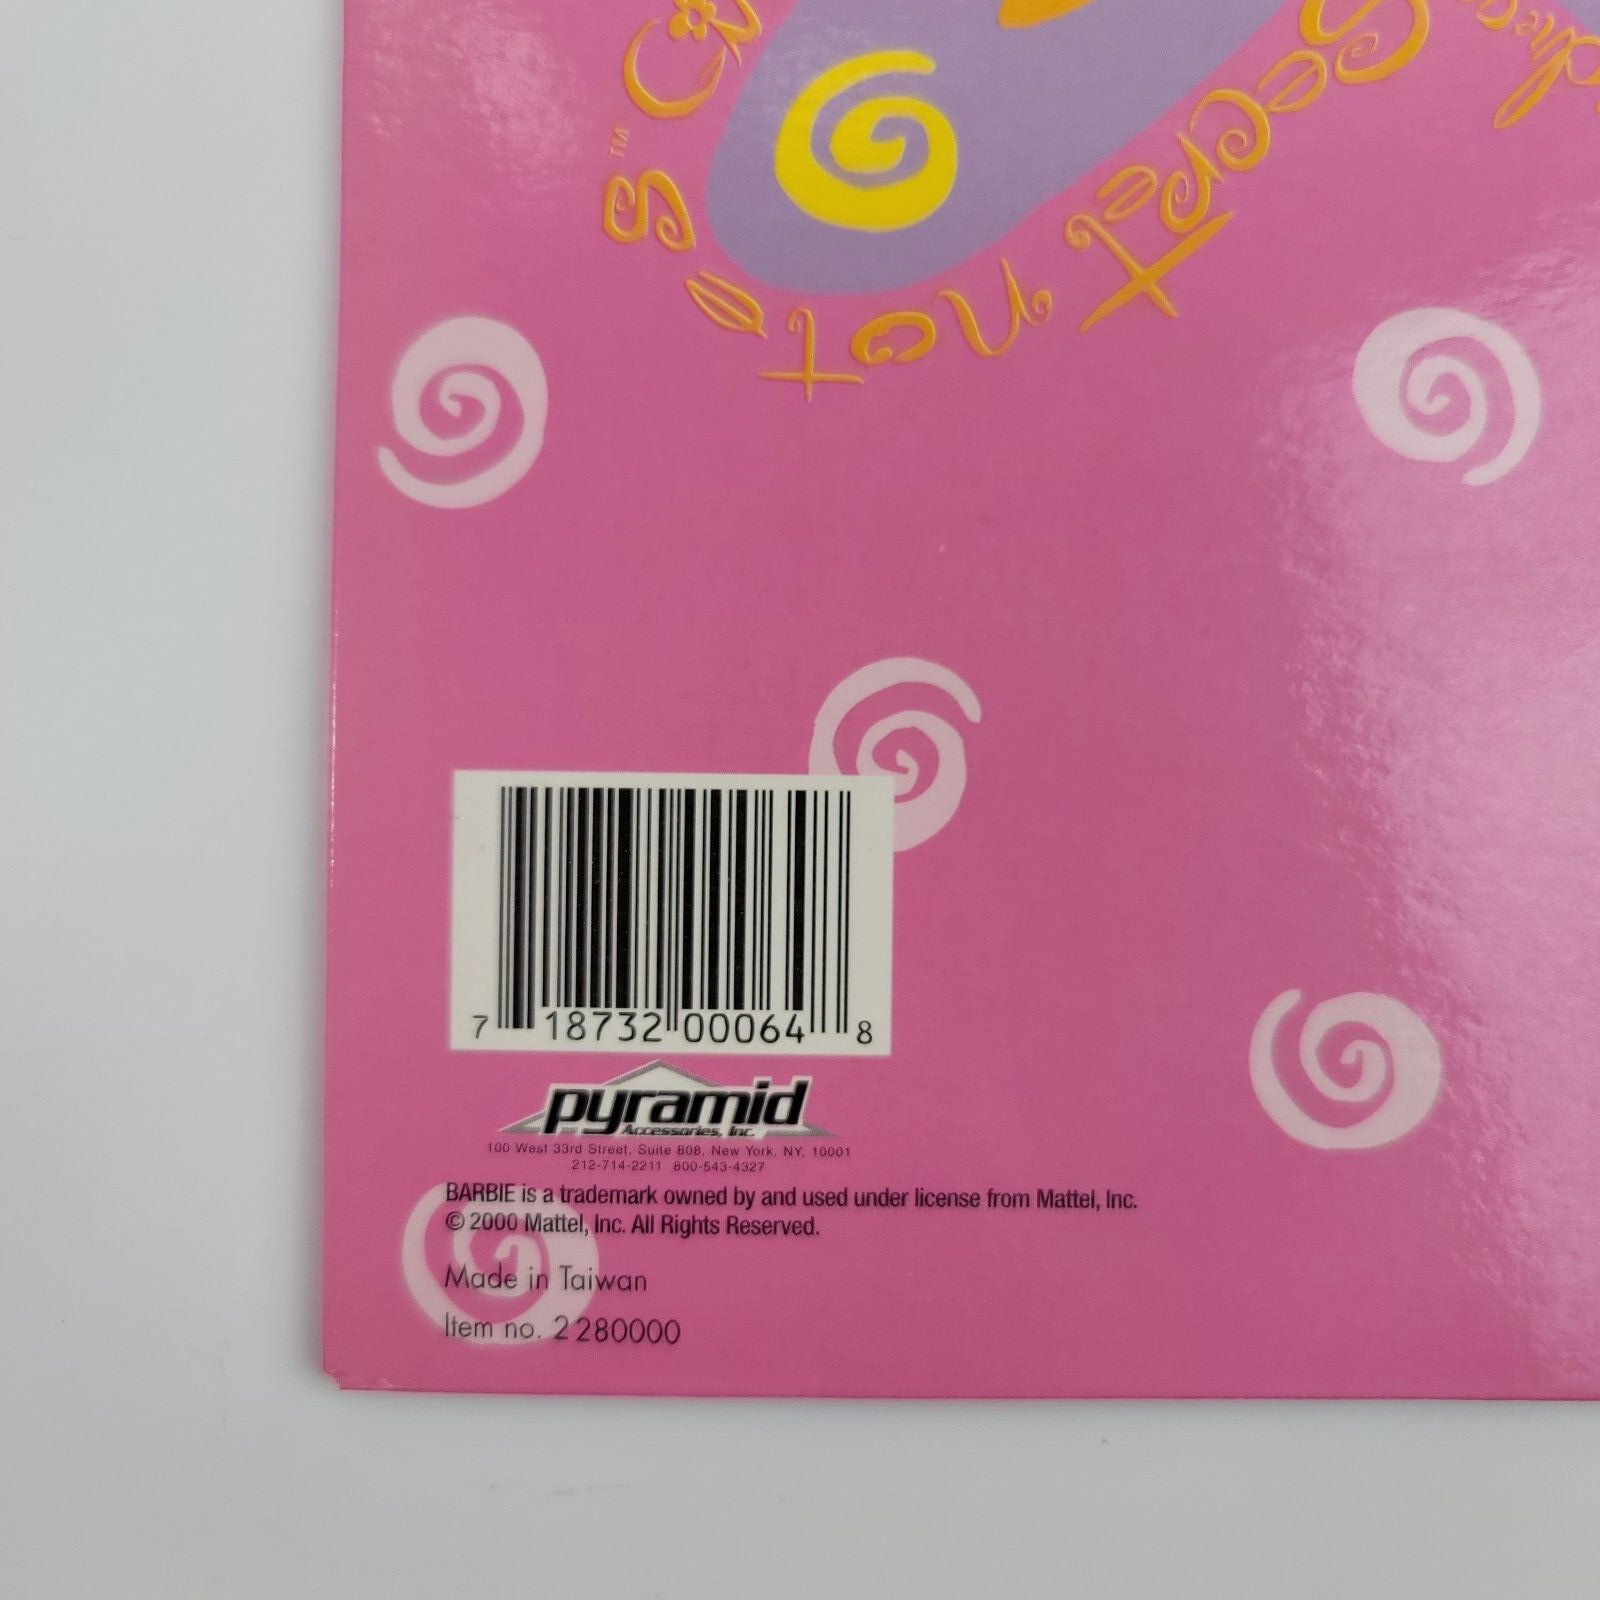 Secret notes™
7 18732 00064 8
pyramid
Accessories, Inc.
100 West 33rd Street, Suite 808, New York, NY, 10001
212-714-2211 800-543-4327
BARBIE is a trademark owned by and used under license from Mattel, Inc.
© 2000 Mattel, Inc. All Rights Reserved.
Made in Taiwan
Item no. 2280000